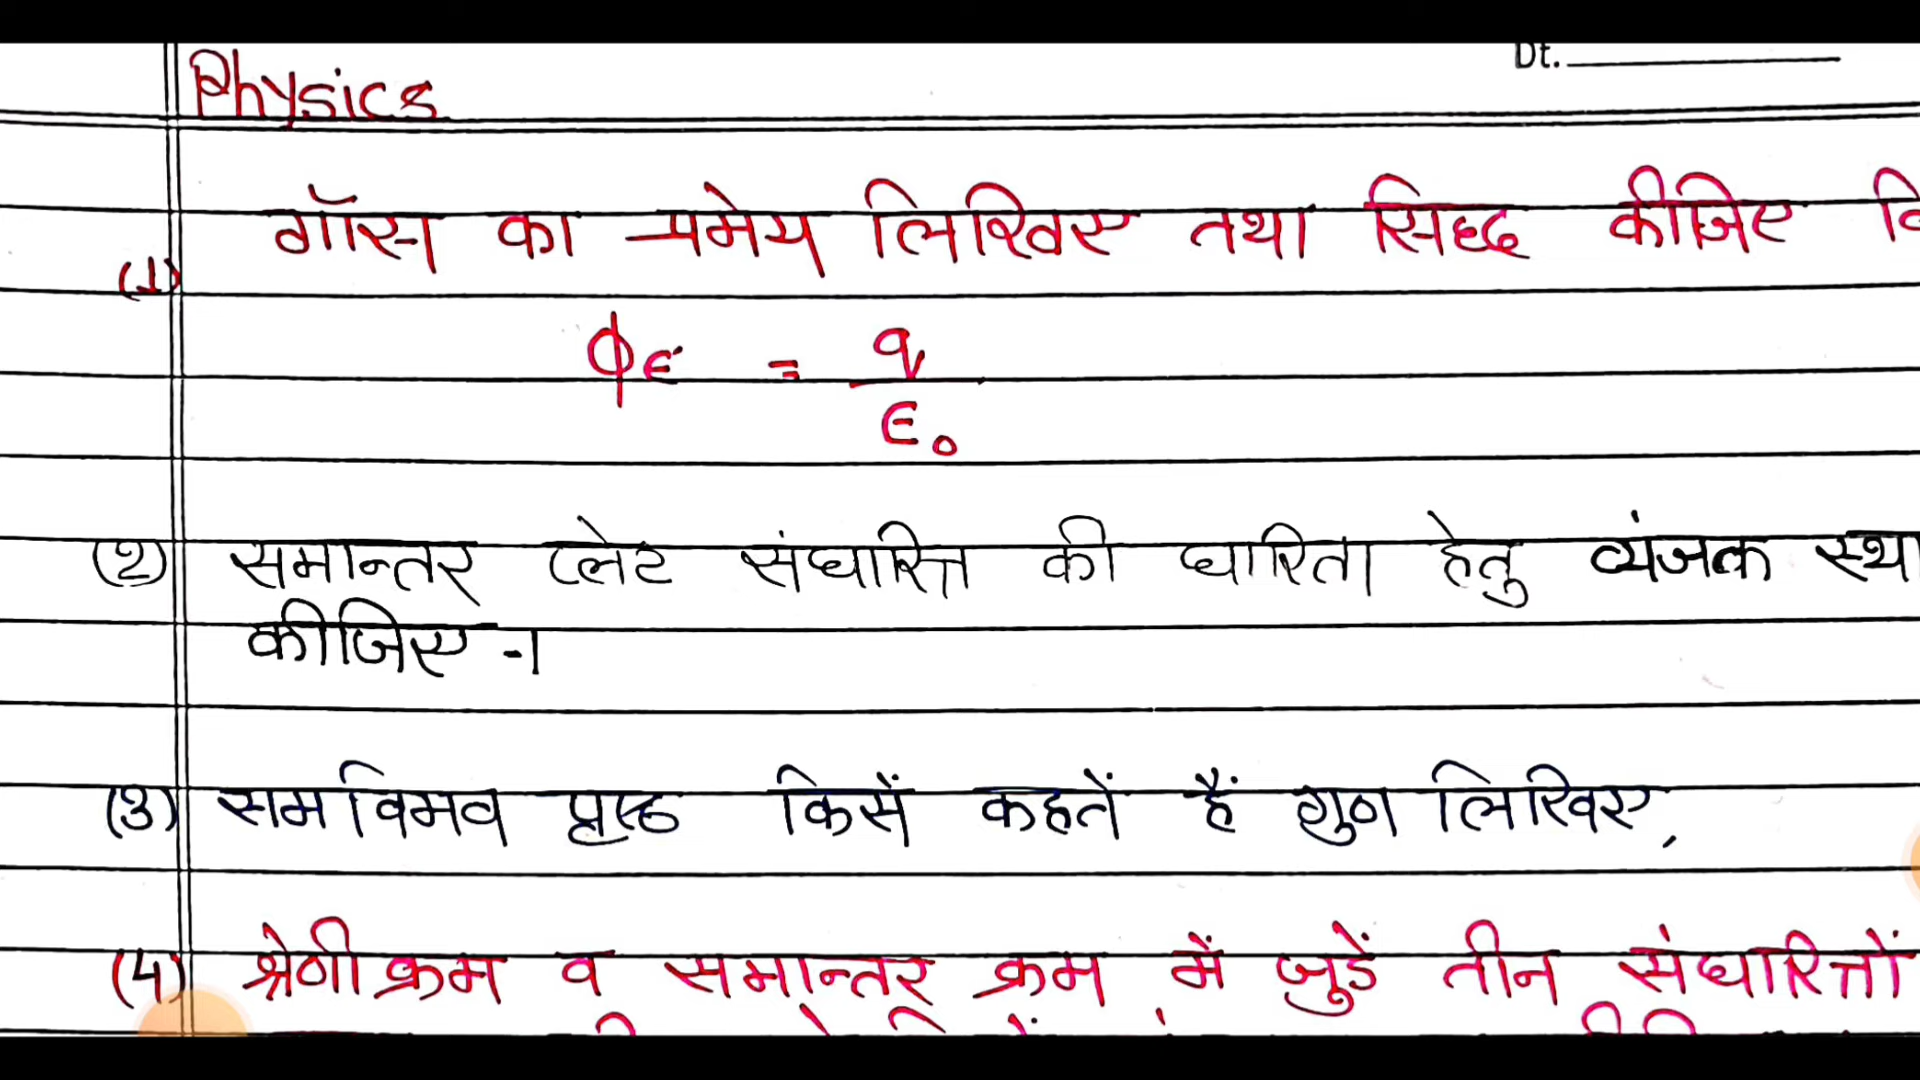 Dt.
Physics
गॉस का प्रमेय लिखिए तथा सिध्द कीजिए
(1)
ϕE = q
ϵ0
(2) समान्तर प्लेट संधारित्र की धारिता हेतु व्यंजक स्था
कीजिए -।
(3) समविभव पृष्ठ किसें कहतें हैं गुण लिखिए,
(4) श्रेणीक्रम व समान्तर क्रम में जुड़ें तीन संधारित्रों